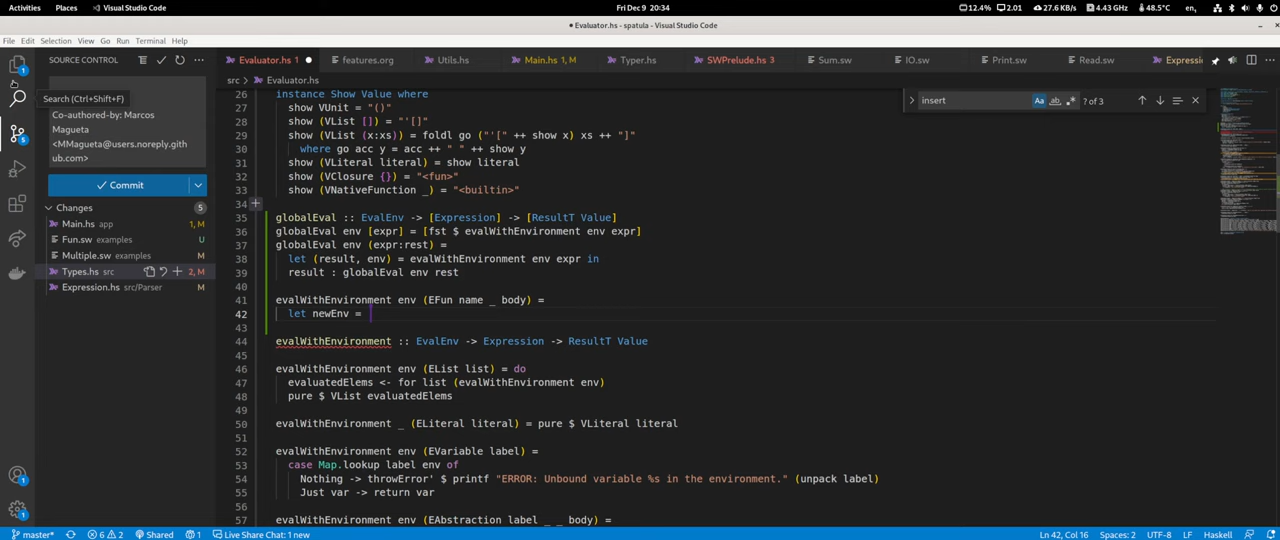 Activities Places Visual Studio Code Fri Dec 9 20:34 12.4% 2.01 27.6 KB/s 4.43 GHz 48.5°C en
● Evaluator.hs - spatula - Visual Studio Code
File Edit Selection View Go Run Terminal Help
SOURCE CONTROL
Evaluator.hs 1 features.org Utils.hs Main.hs 1, M Typer.hs SWPrelude.hs 3 Sum.sw IO.sw Print.sw Read.sw Expressi
src > Evaluator.hs
Search (Ctrl+Shift+F)
Co-authored-by: Marcos
Magueta
<MMagueta@users.noreply.gith
ub.com>
Commit
Changes 5
Main.hs app 1, M
Fun.sw examples U
Multiple.sw examples M
Types.hs src 2, M
Expression.hs src/Parser M
insert Aa ab ? of 3
26 instance Show Value where
27 show VUnit = "()"
28 show (VList []) = "'[]"
29 show (VList (x:xs)) = foldl go ("'[" ++ show x) xs ++ "]"
30 where go acc y = acc ++ " " ++ show y
31 show (VLiteral literal) = show literal
32 show (VClosure {}) = "<fun>"
33 show (VNativeFunction _) = "<builtin>"
34
35 globalEval :: EvalEnv -> [Expression] -> [ResultT Value]
36 globalEval env [expr] = [fst $ evalWithEnvironment env expr]
37 globalEval env (expr:rest) =
38 let (result, env) = evalWithEnvironment env expr in
39 result : globalEval env rest
40
41 evalWithEnvironment env (EFun name _ body) =
42 let newEnv =
43
44 evalWithEnvironment :: EvalEnv -> Expression -> ResultT Value
45
46 evalWithEnvironment env (EList list) = do
47 evaluatedElems <- for list (evalWithEnvironment env)
48 pure $ VList evaluatedElems
49
50 evalWithEnvironment _ (ELiteral literal) = pure $ VLiteral literal
51
52 evalWithEnvironment env (EVariable label) =
53 case Map.lookup label env of
54 Nothing -> throwError' $ printf "ERROR: Unbound variable %s in the environment." (unpack label)
55 Just var -> return var
56
57 evalWithEnvironment env (EAbstraction label _ _ body) =
master* 6 2 Shared 1 Live Share Chat: 1 new Ln 42, Col 16 Spaces: 2 UTF-8 LF Haskell